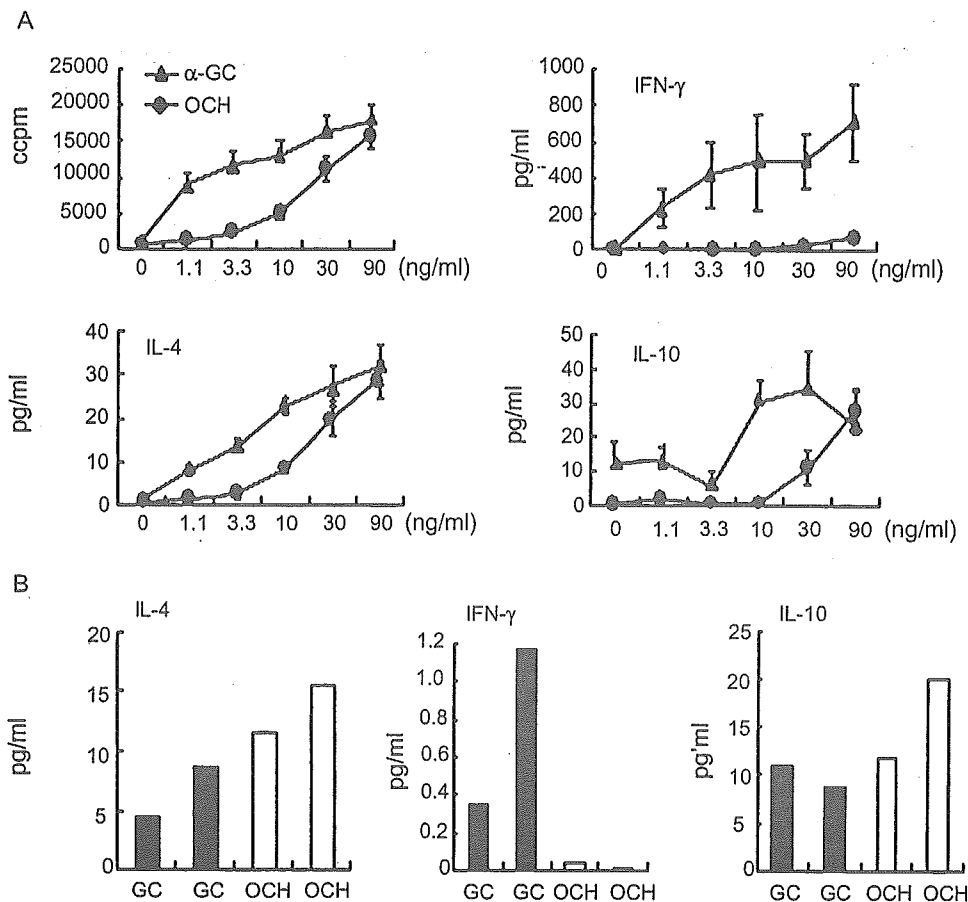 A
25000
20000
15000
10000
5000
0
ccpm
α-GC
OCH
0 1.1 3.3 10 30 90 (ng/ml)
IFN-γ
1000
800
600
400
200
0
pg/ml
0 1.1 3.3 10 30 90 (ng/ml)
IL-4
40
30
20
10
0
pg/ml
0 1.1 3.3 10 30 90 (ng/ml)
IL-10
50
40
30
20
10
0
pg/ml
0 1.1 3.3 10 30 90 (ng/ml)
B
IL-4
20
15
10
5
0
pg/ml
GC GC OCH OCH
IFN-γ
1.2
1.0
0.8
0.6
0.4
0.2
0
pg/ml
GC GC OCH OCH
IL-10
25
20
15
10
5
0
pg'ml
GC GC OCH OCH